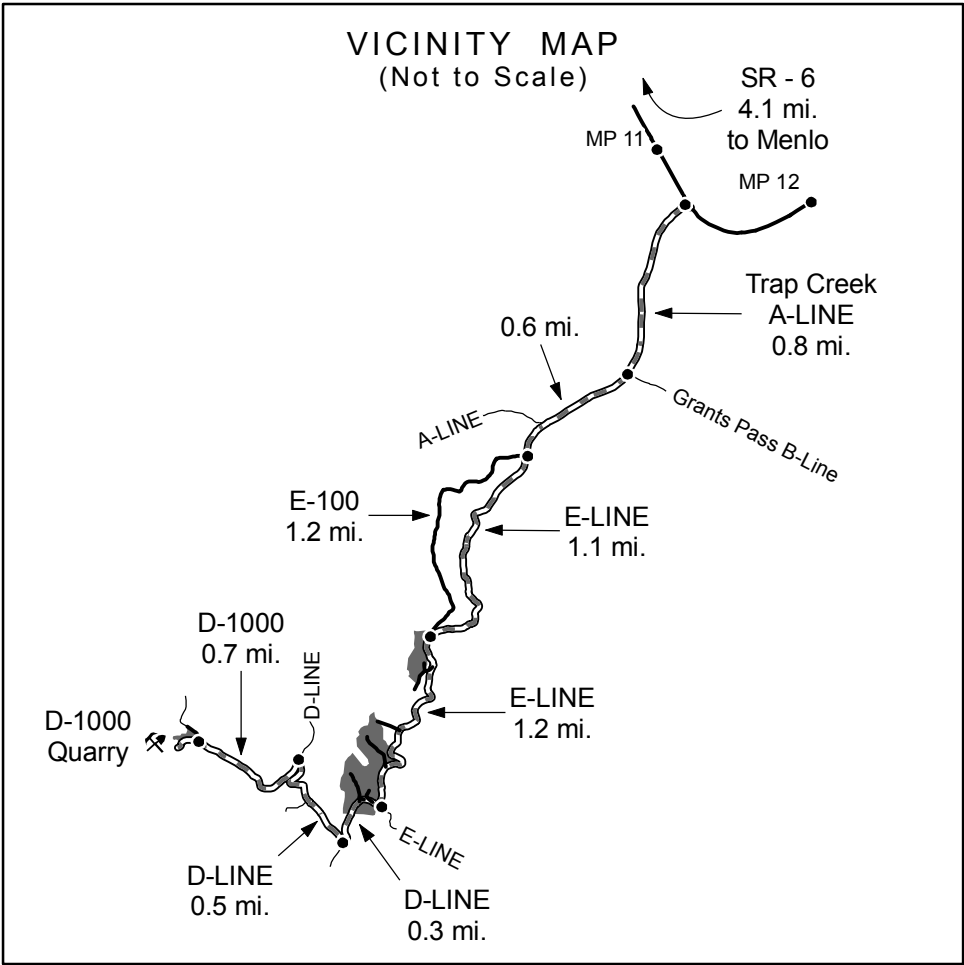 VICINITY MAP
(Not to Scale)
SR - 6
4.1 mi.
to Menlo
MP 11
MP 12
Trap Creek
A-LINE
0.8 mi.
0.6 mi.
A-LINE
Grants Pass B-Line
E-100
1.2 mi.
E-LINE
1.1 mi.
D-1000
0.7 mi.
D-LINE
E-LINE
1.2 mi.
D-1000
Quarry
E-LINE
D-LINE
0.5 mi.
D-LINE
0.3 mi.